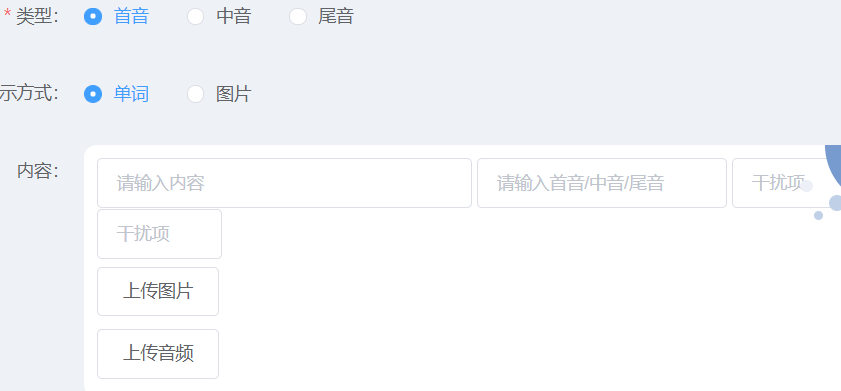 * 类型： 首音 中音 尾音
示方式： 单词 图片
内容： 请输入内容 请输入首音/中音/尾音 干扰项
干扰项
上传图片
上传音频